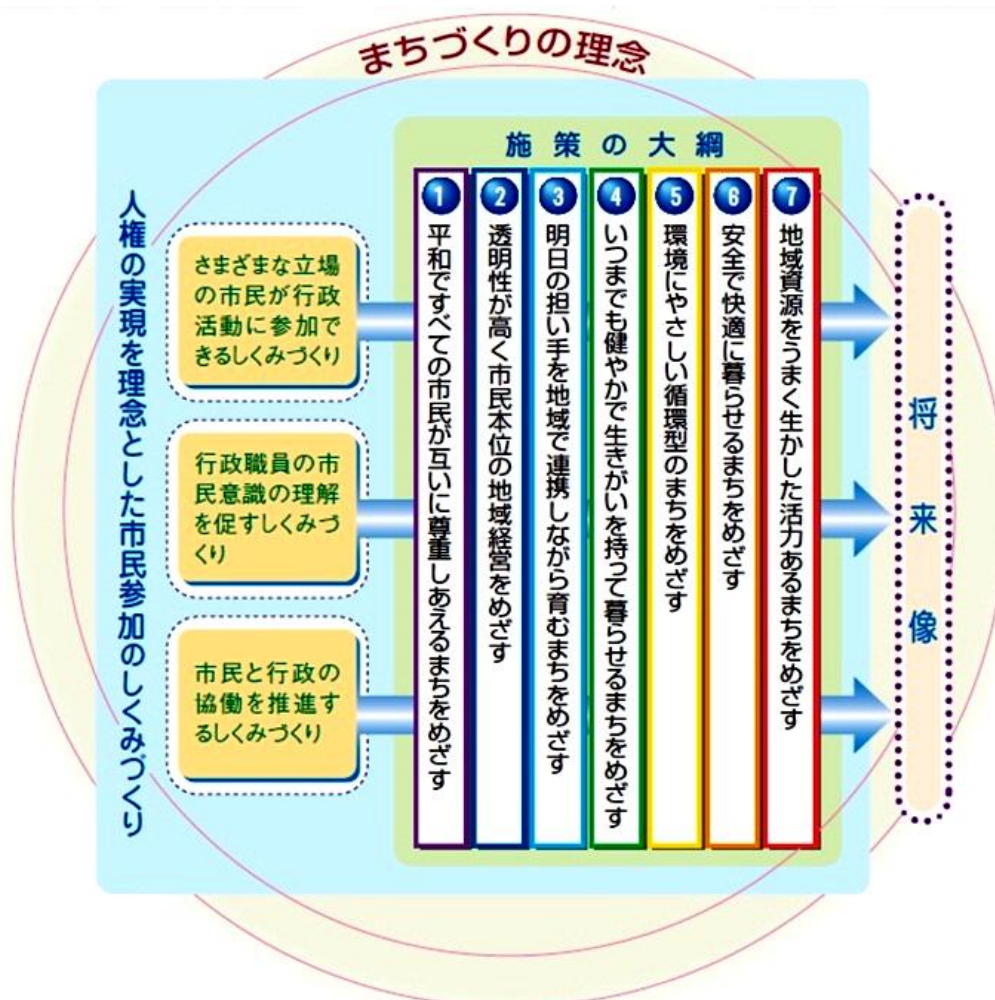 まちづくりの理念
人権の実現を理念とした市民参加のしくみづくり
さまざまな立場
の市民が行政
活動に参加で
きるしくみづくり
行政職員の市
民意識の理解
を促すしくみづ
くり
市民と行政の
協働を推進す
るしくみづくり
施策の大綱
1 平和ですべての市民が互いに尊重しあえるまちをめざす
2 透明性が高く市民本位の地域経営をめざす
3 明日の担い手を地域で連携しながら育むまちをめざす
4 いつまでも健やかで生きがいを持って暮らせるまちをめざす
5 環境にやさしい循環型のまちをめざす
6 安全で快適に暮らせるまちをめざす
7 地域資源をうまく生かした活力あるまちをめざす
将来像